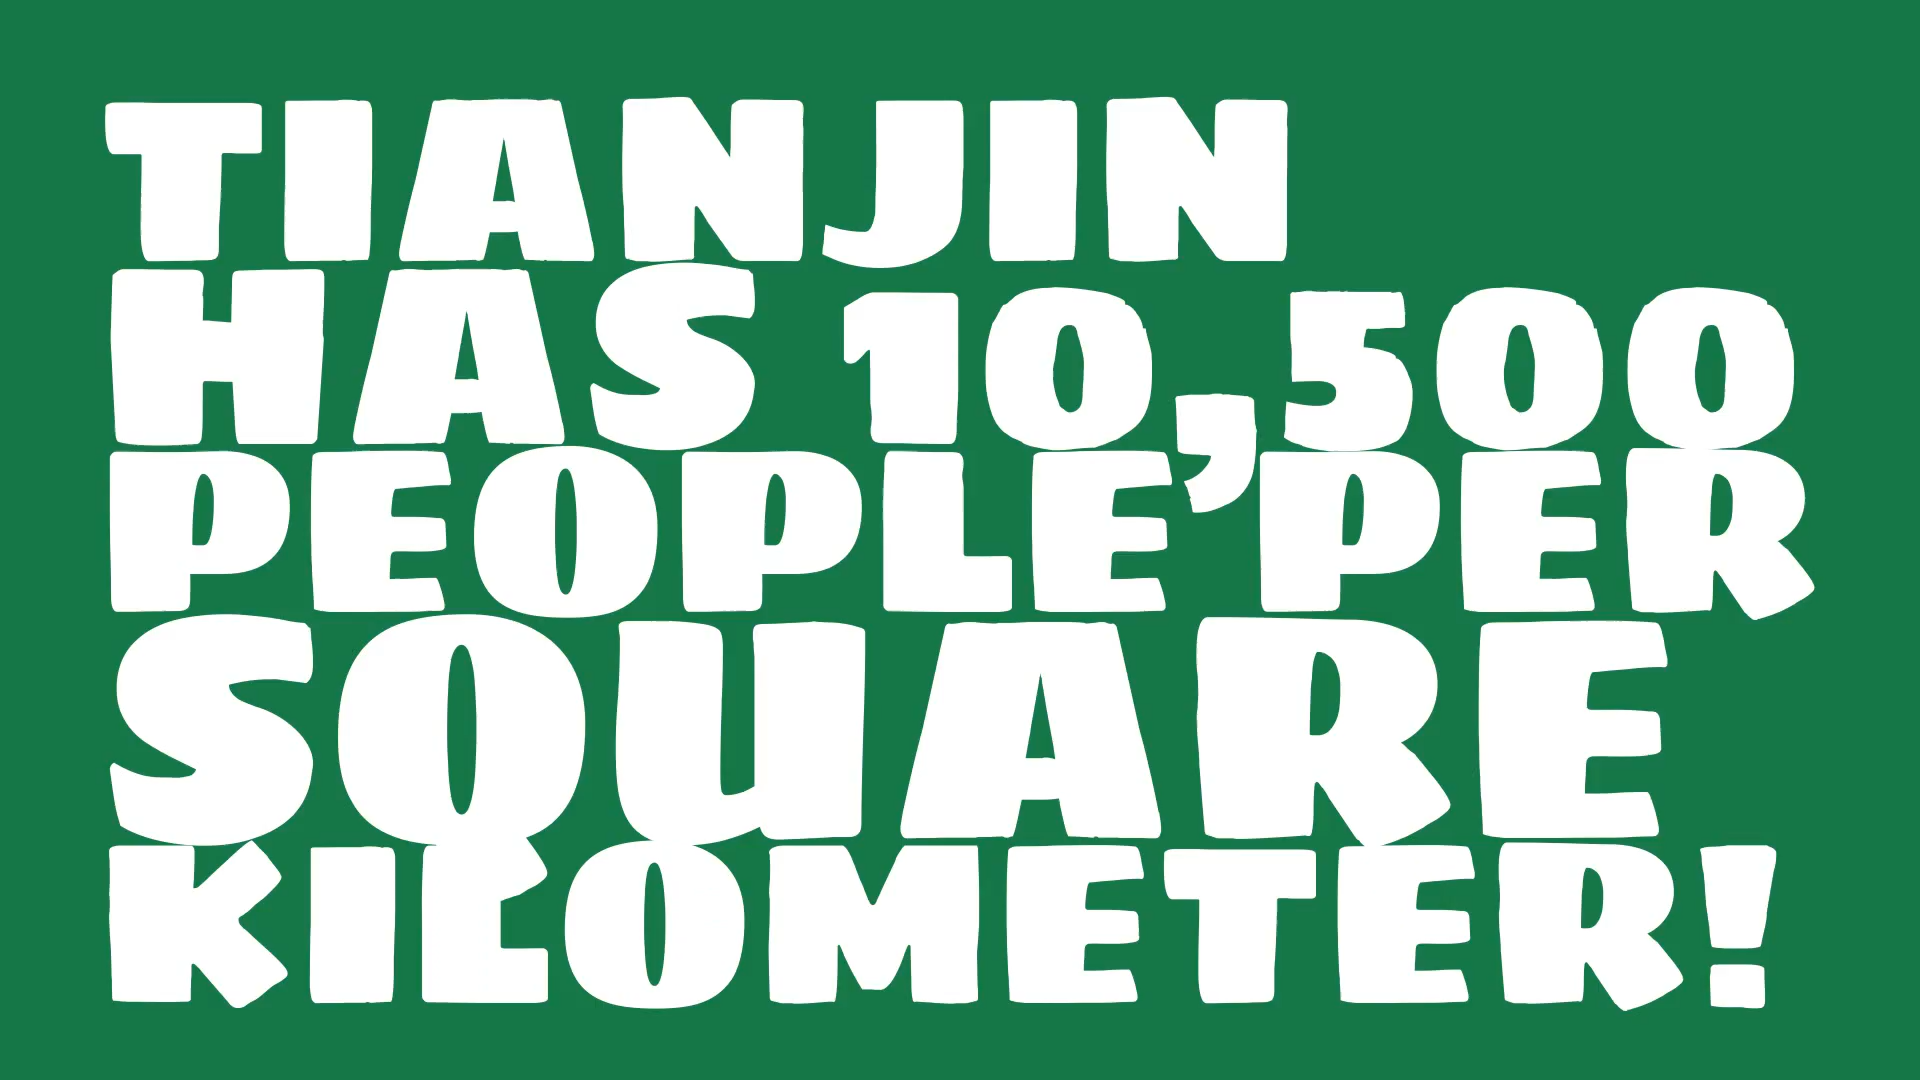 TIANJIN
HAS 10,500
PEOPLE PER
SQUARE
KILOMETER!